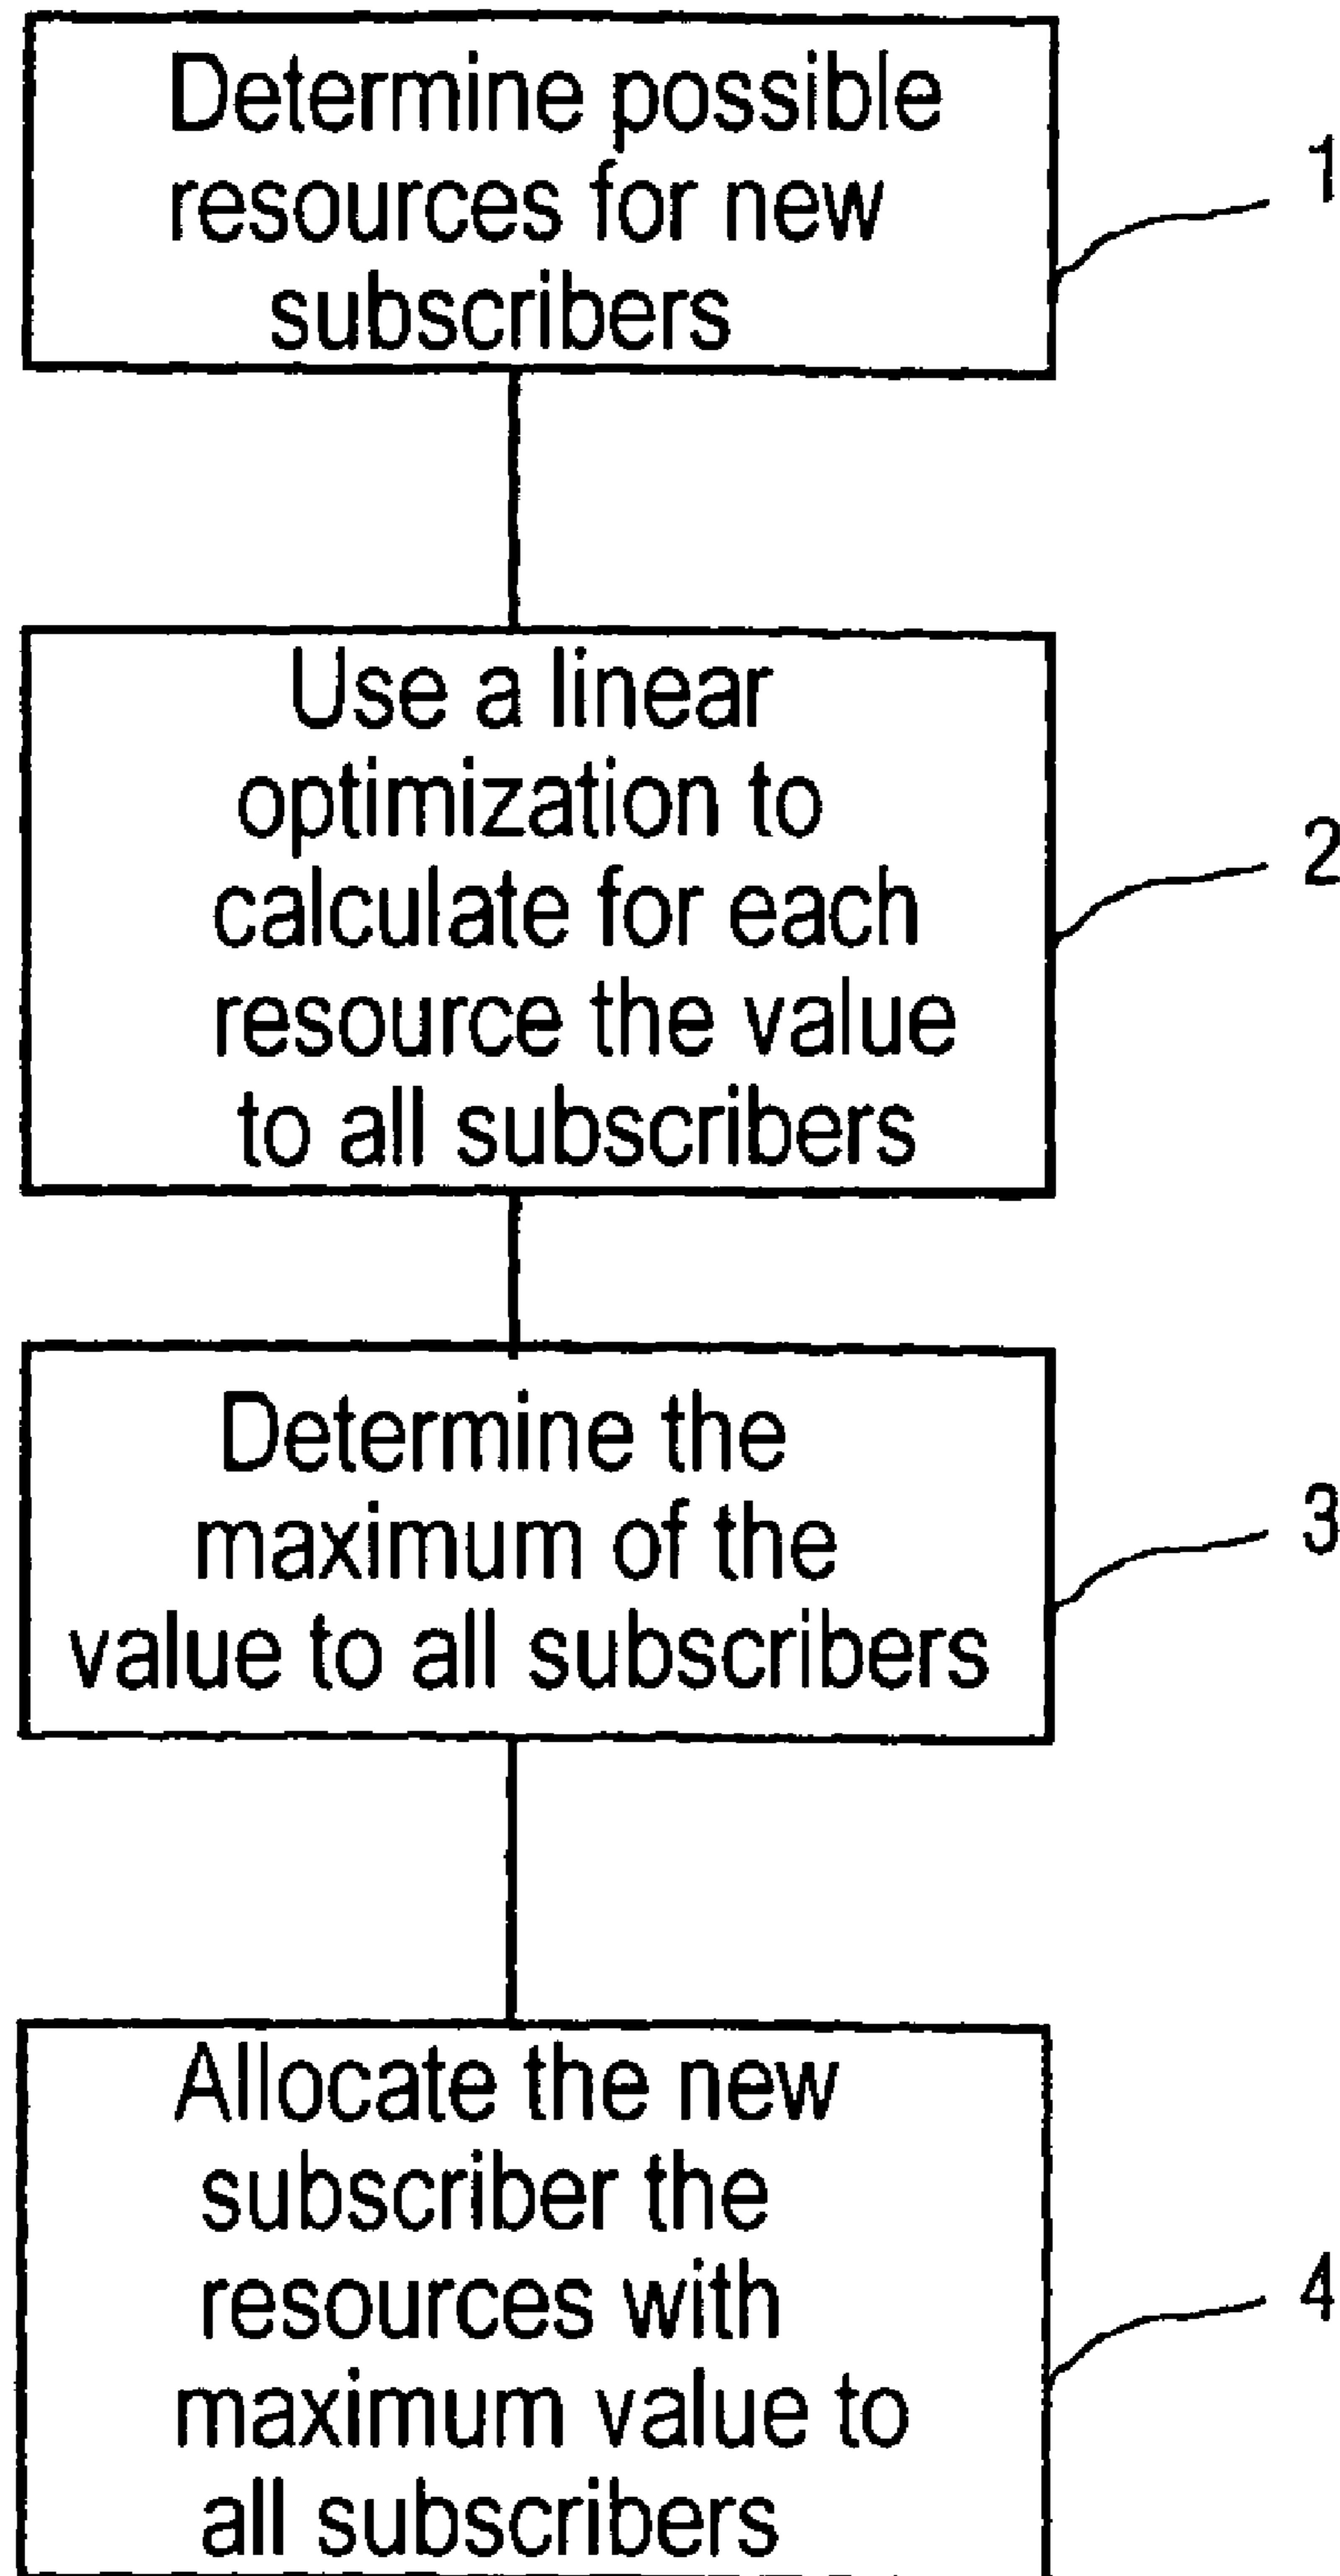 Determine possible
resources for new
subscribers
1
Use a linear
optimization to
calculate for each
resource the value
to all subscribers
2
Determine the
maximum of the
value to all subscribers
3
Allocate the new
subscriber the
resources with
maximum value to
all subscribers
4